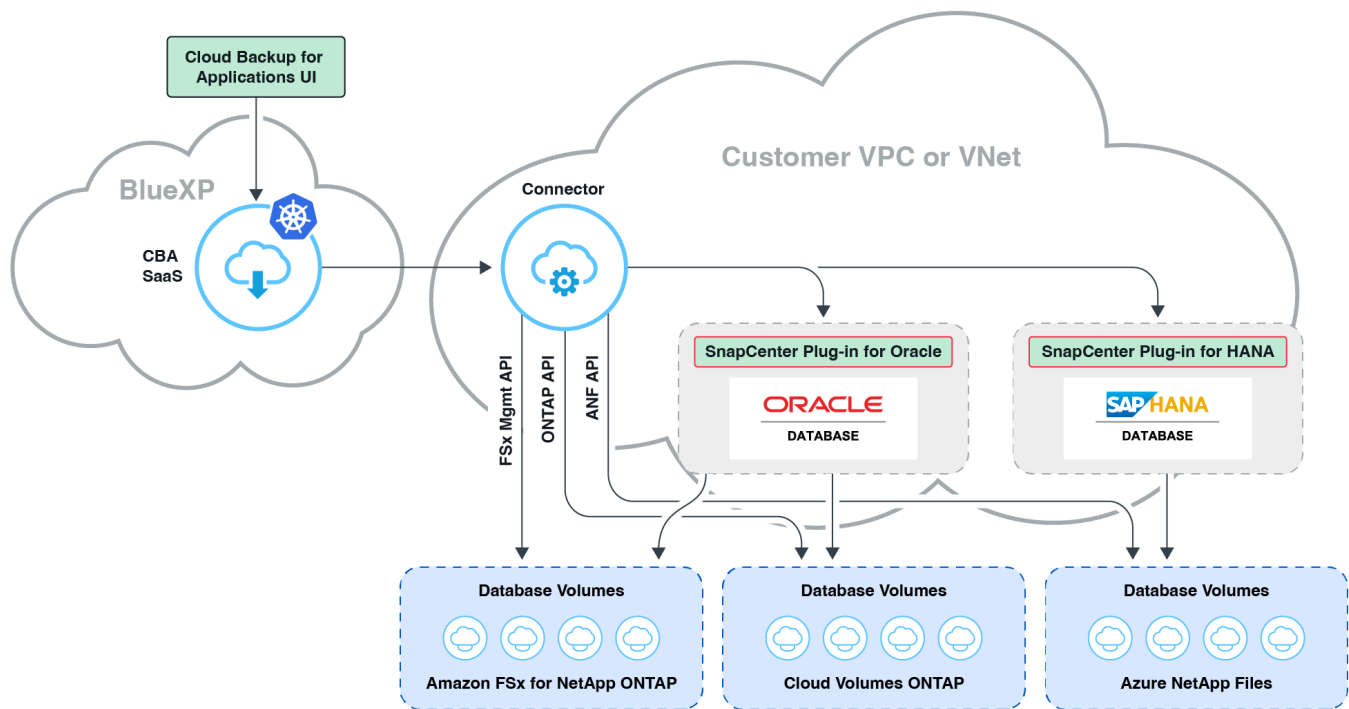 Cloud Backup for
Applications UI
BlueXP
CBA
SaaS
Connector
Customer VPC or VNet
FSx Mgmt API
ONTAP API
ANF API
SnapCenter Plug-in for Oracle
ORACLE
DATABASE
SnapCenter Plug-in for HANA
SAP HANA
DATABASE
Database Volumes
Amazon FSx for NetApp ONTAP
Database Volumes
Cloud Volumes ONTAP
Database Volumes
Azure NetApp Files